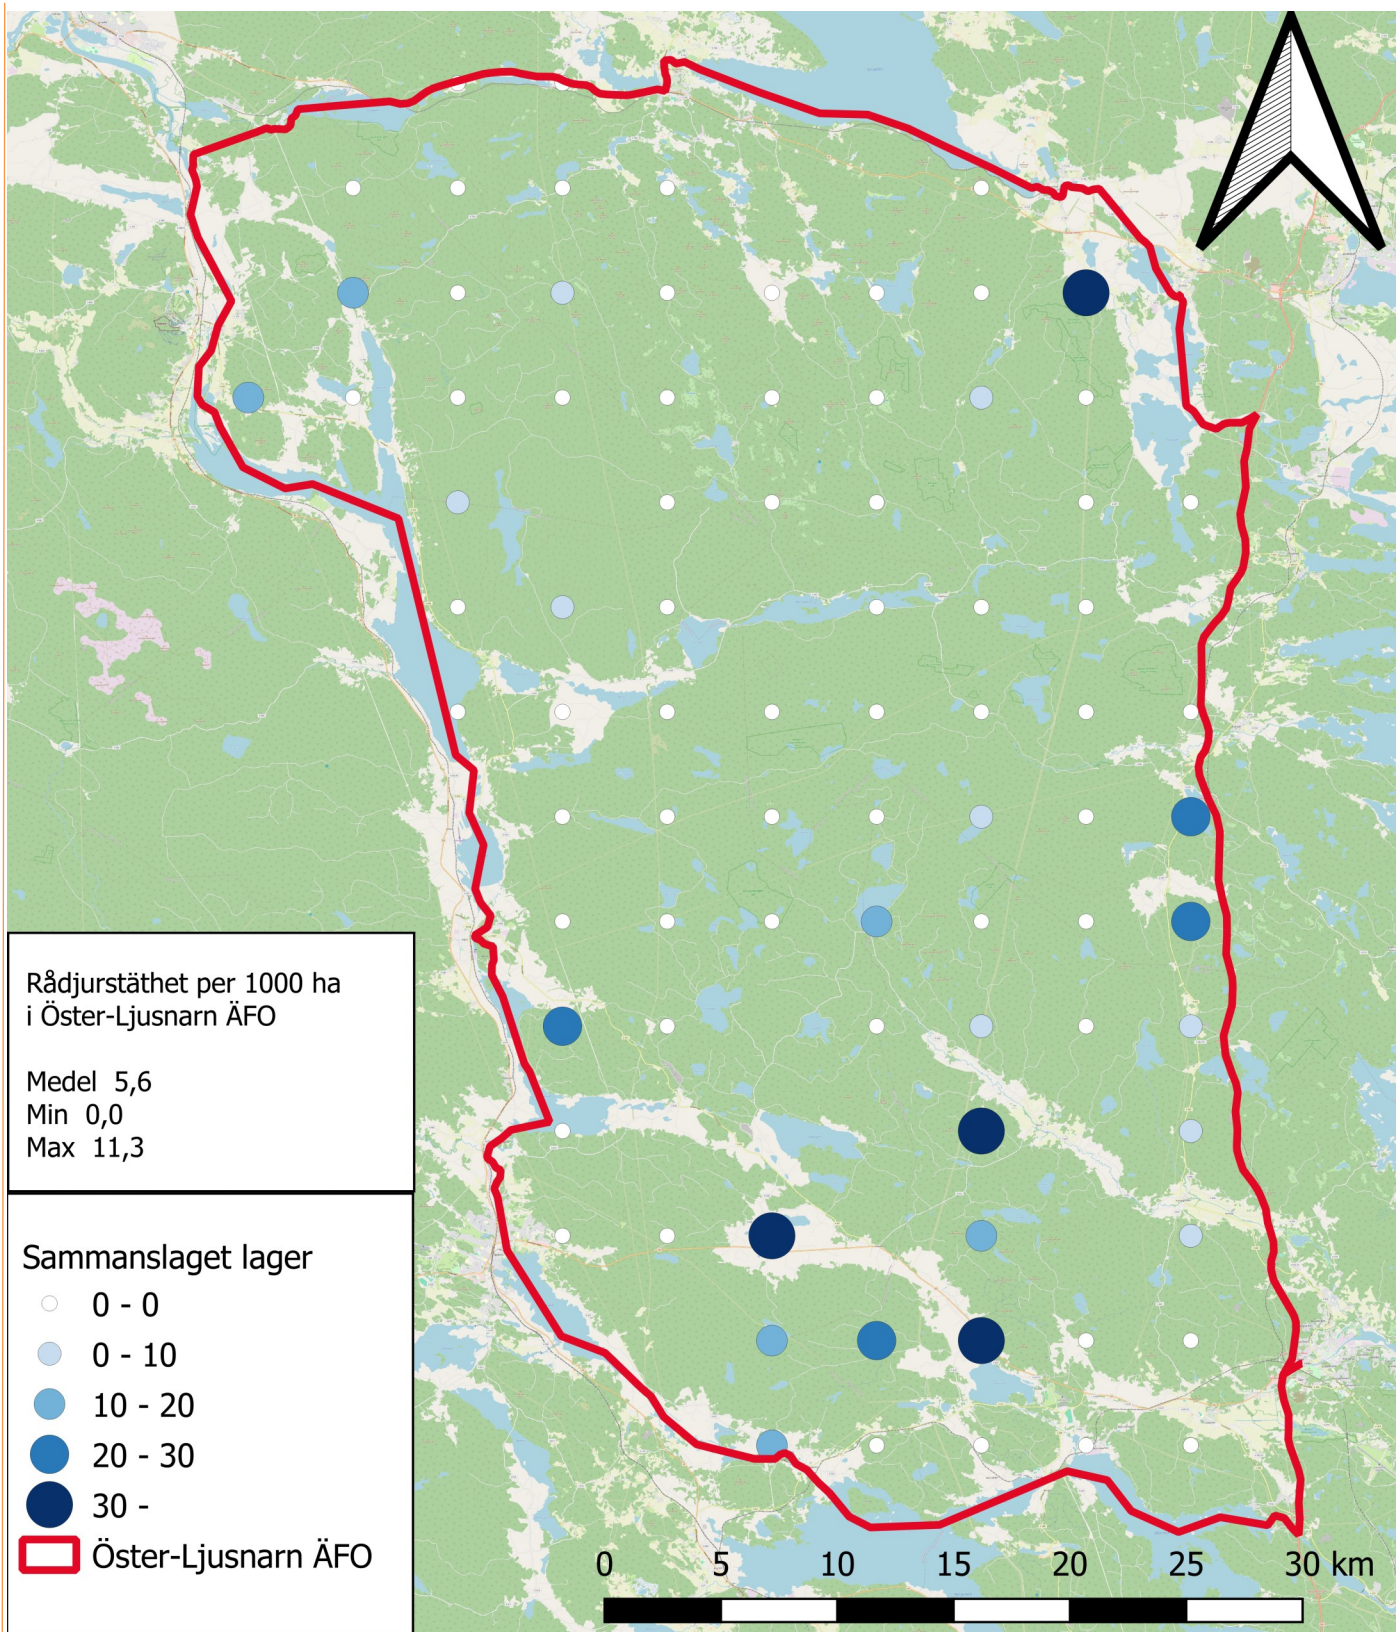 Rådjurstäthet per 1000 ha
i Öster-Ljusnarn ÄFO
Medel 5,6
Min 0,0
Max 11,3
Sammanslaget lager
0 - 0
0 - 10
10 - 20
20 - 30
30 -
Öster-Ljusnarn ÄFO
0 5 10 15 20 25 30 km